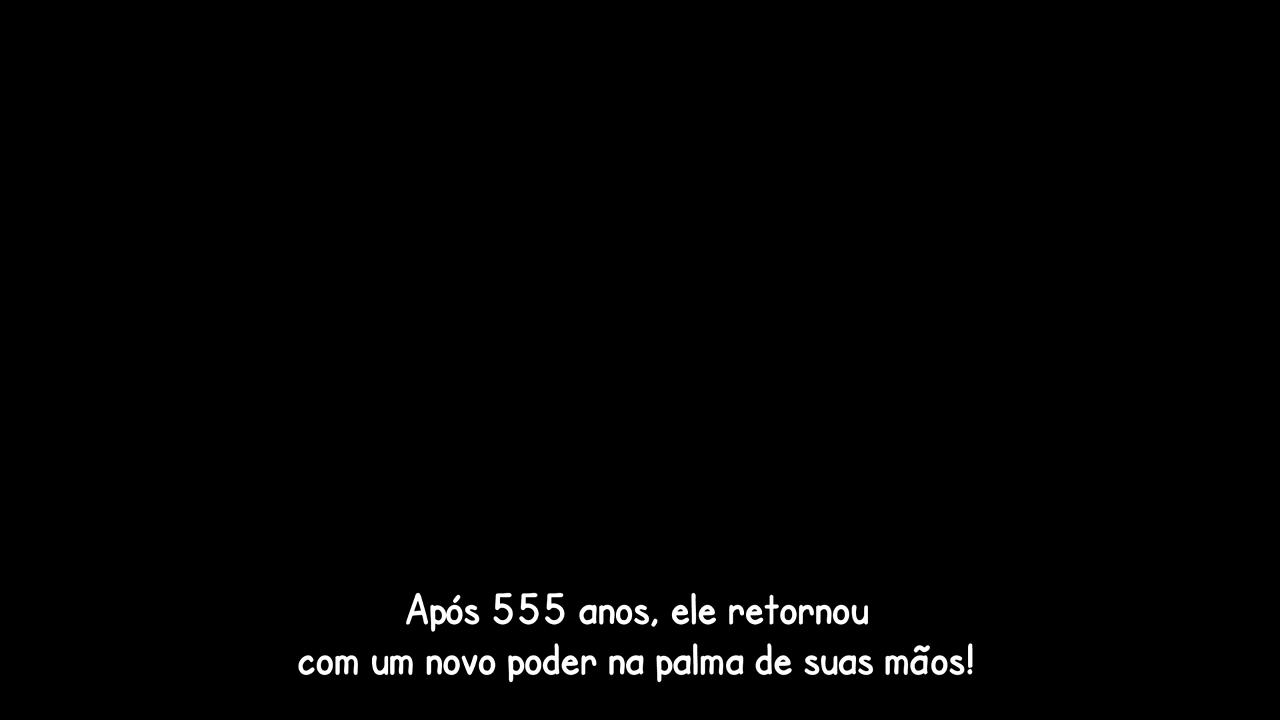 Após 555 anos, ele retornou
com um novo poder na palma de suas mãos!